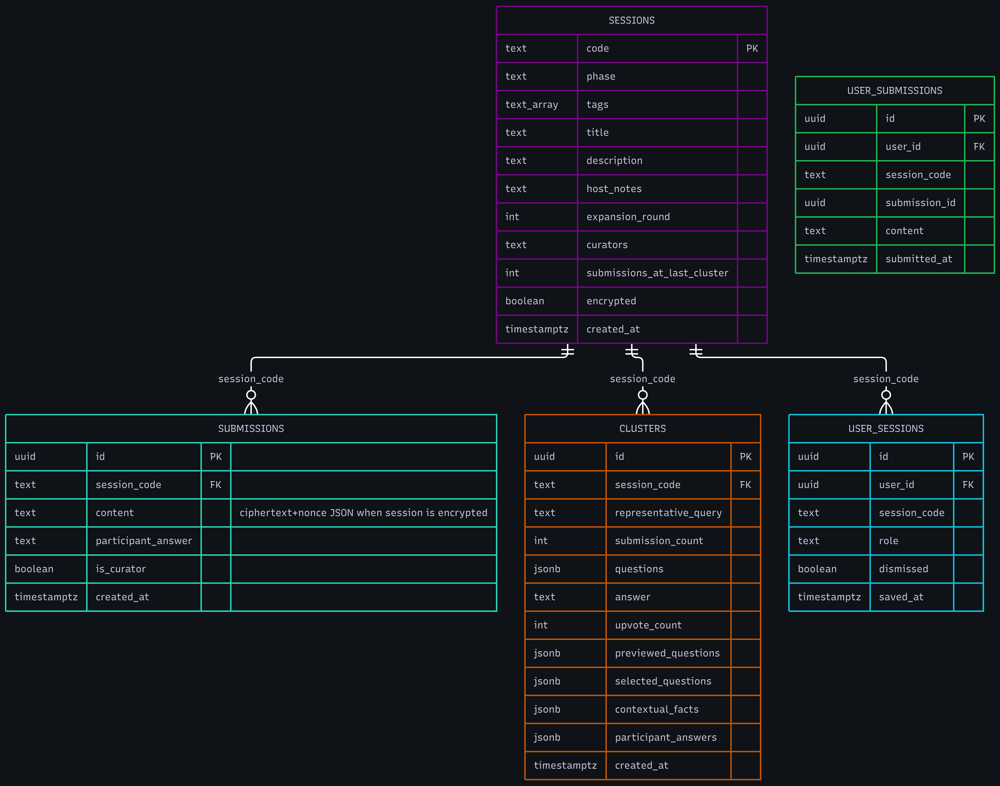 SESSIONS
text code PK
text phase
text_array tags
text title
text description
text host_notes
int expansion_round
text curators
int submissions_at_last_cluster
boolean encrypted
timestamptz created_at
USER_SUBMISSIONS
uuid id PK
uuid user_id FK
text session_code
uuid submission_id
text content
timestamptz submitted_at
session_code
session_code
session_code
SUBMISSIONS
uuid id PK
text session_code FK
text content ciphertext+nonce JSON when session is encrypted
text participant_answer
boolean is_curator
timestamptz created_at
CLUSTERS
uuid id PK
text session_code FK
text representative_query
int submission_count
jsonb questions
text answer
int upvote_count
jsonb previewed_questions
jsonb selected_questions
jsonb contextual_facts
jsonb participant_answers
timestamptz created_at
USER_SESSIONS
uuid id PK
uuid user_id FK
text session_code
text role
boolean dismissed
timestamptz saved_at